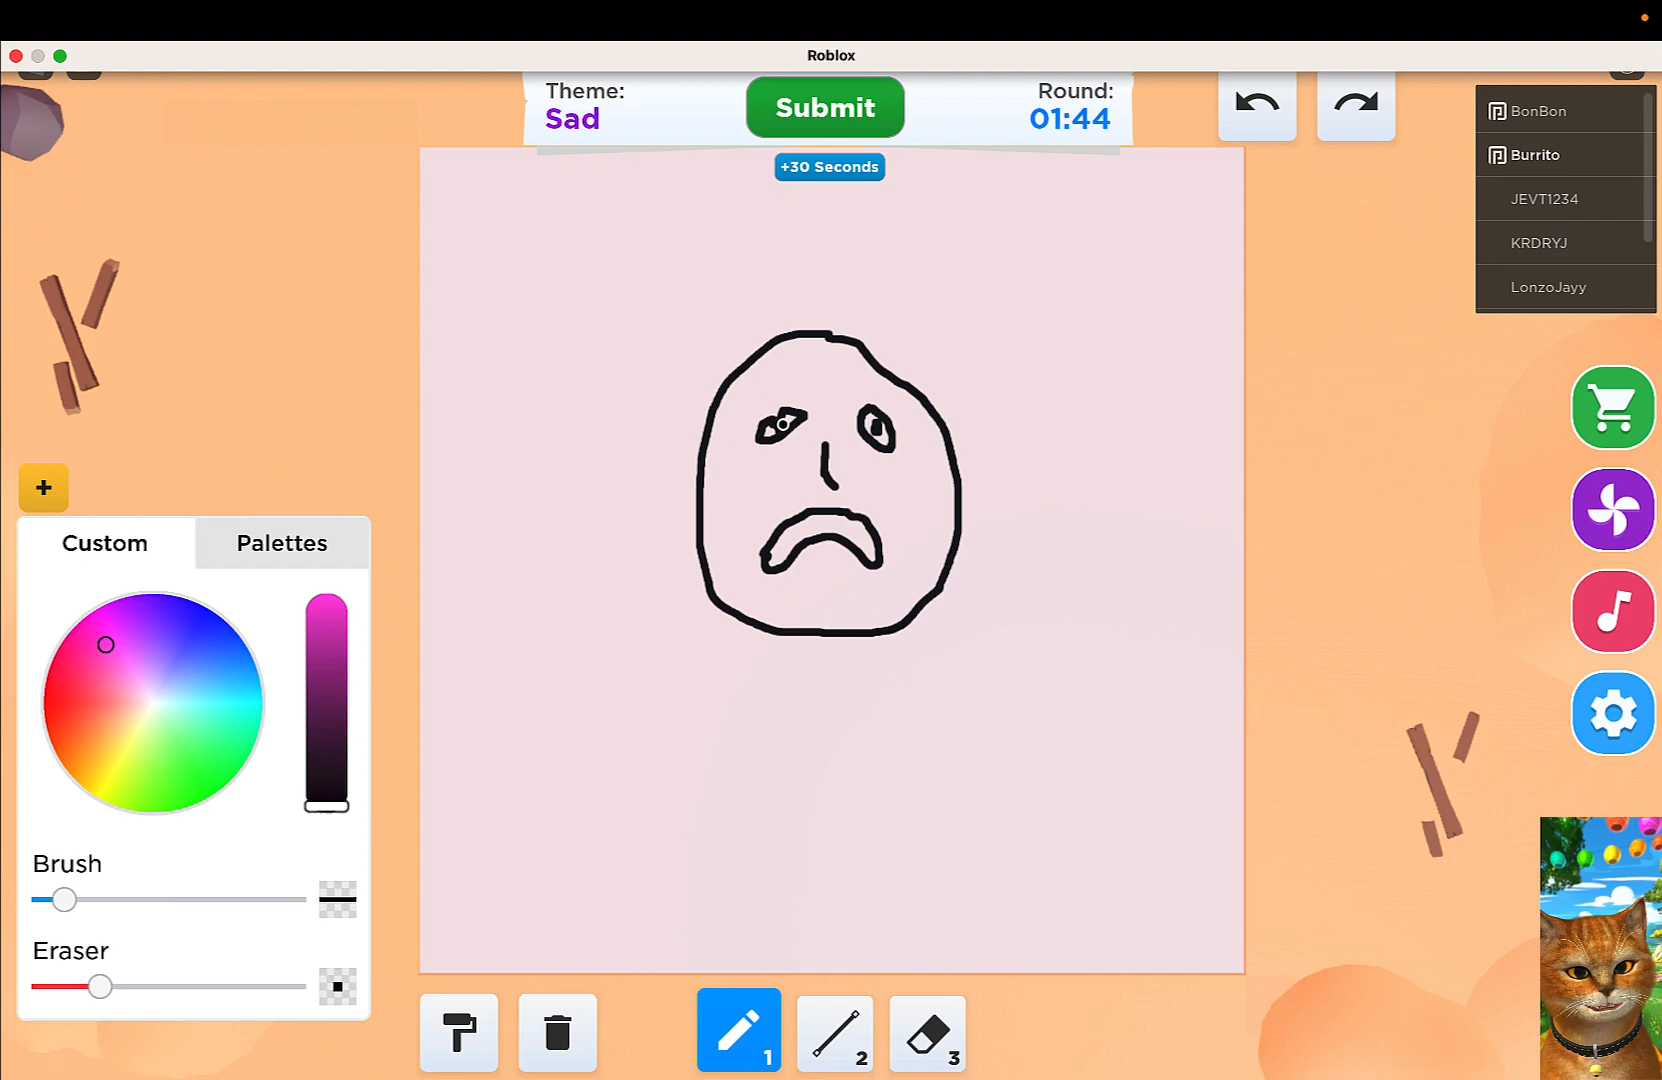 Roblox
Theme:
Sad
Submit
Round:
01:44
+30 Seconds
BonBon
Burrito
JEVT1234
KRDRYJ
LonzoJayy
+
Custom
Palettes
Brush
Eraser
1
2
3